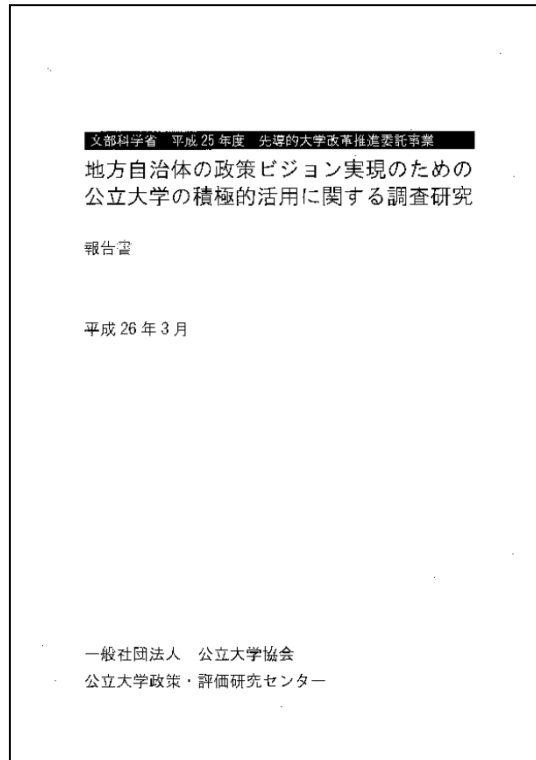 文部科学省　平成25年度　先導的大学改革推進委託事業
地方自治体の政策ビジョン実現のための
公立大学の積極的活用に関する調査研究
報告書
平成26年3月
一般社団法人　公立大学協会
公立大学政策・評価研究センター